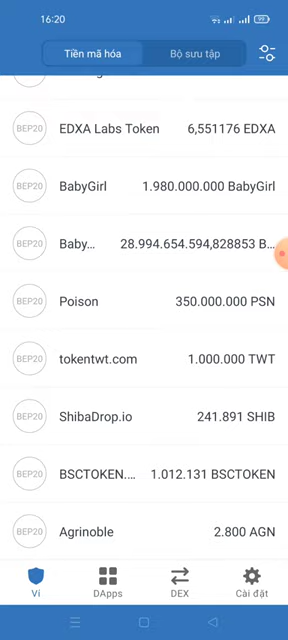 16:20
99
Tiền mã hóa
Bộ sưu tập
BEP20
BEP20 EDXA Labs Token 6,551176 EDXA
BEP20 BabyGirl 1.980.000.000 BabyGirl
BEP20 Baby... 28.994.654.594,828853 B...
BEP20 Poison 350.000.000 PSN
BEP20 tokentwt.com 1.000.000 TWT
BEP20 ShibaDrop.io 241.891 SHIB
BEP20 BSCTOKEN.... 1.012.131 BSCTOKEN
BEP20 Agrinoble 2.800 AGN
Ví DApps DEX Cài đặt